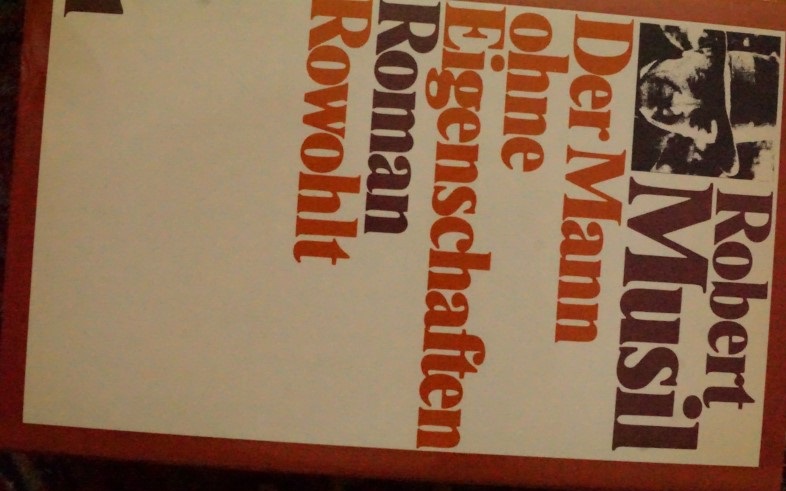 Robert
Musil
Der Mann
ohne
Eigenschaften
Roman
Rowohlt